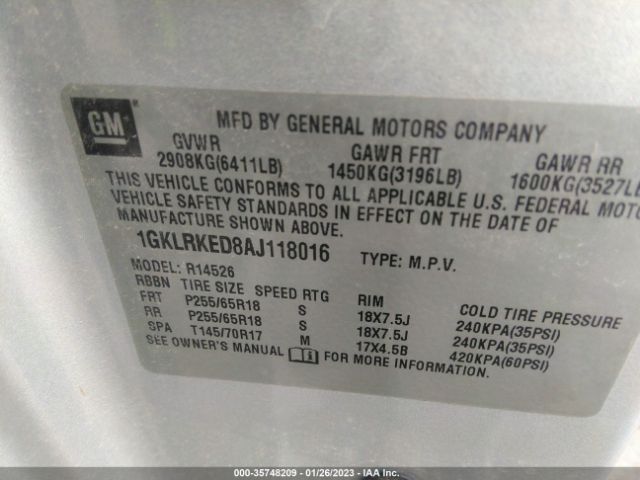 GM
MFD BY GENERAL MOTORS COMPANY
GVWR GAWR FRT GAWR RR
2908KG(6411LB) 1450KG(3196LB) 1600KG(3527LB
THIS VEHICLE CONFORMS TO ALL APPLICABLE U.S. FEDERAL MOTO
VEHICLE SAFETY STANDARDS IN EFFECT ON THE DATE OF
MANUFACTURE SHOWN ABOVE.
1GKLRKED8AJ118016 TYPE: M.P.V.
MODEL: R14526
RBBN TIRE SIZE SPEED RTG RIM COLD TIRE PRESSURE
FRT P255/65R18 S 18X7.5J 240KPA(35PSI)
RR P255/65R18 S 18X7.5J 240KPA(35PSI)
SPA T145/70R17 M 17X4.5B 420KPA(60PSI)
SEE OWNER'S MANUAL FOR MORE INFORMATION.
000-35748209 - 01/26/2023 - IAA Inc.